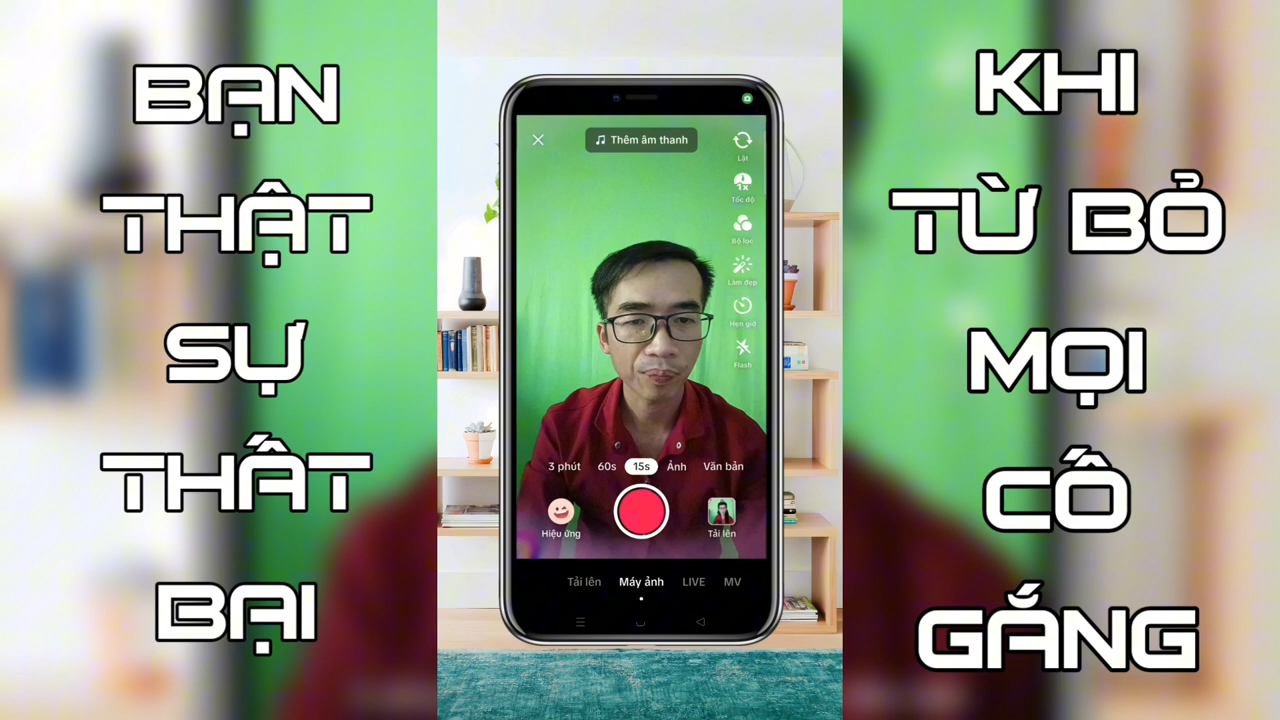 BẠN
THẬT
SỰ
THẤT
BẠI
Thêm âm thanh
Lật
1x
Tốc độ
Bộ lọc
Làm đẹp
Hẹn giờ
Flash
3 phút 60s 15s Ảnh Văn bản
Hiệu ứng Tải lên
Tải lên Máy ảnh LIVE MV
KHI
TỪ BỎ
MỌI
CỐ
GẮNG